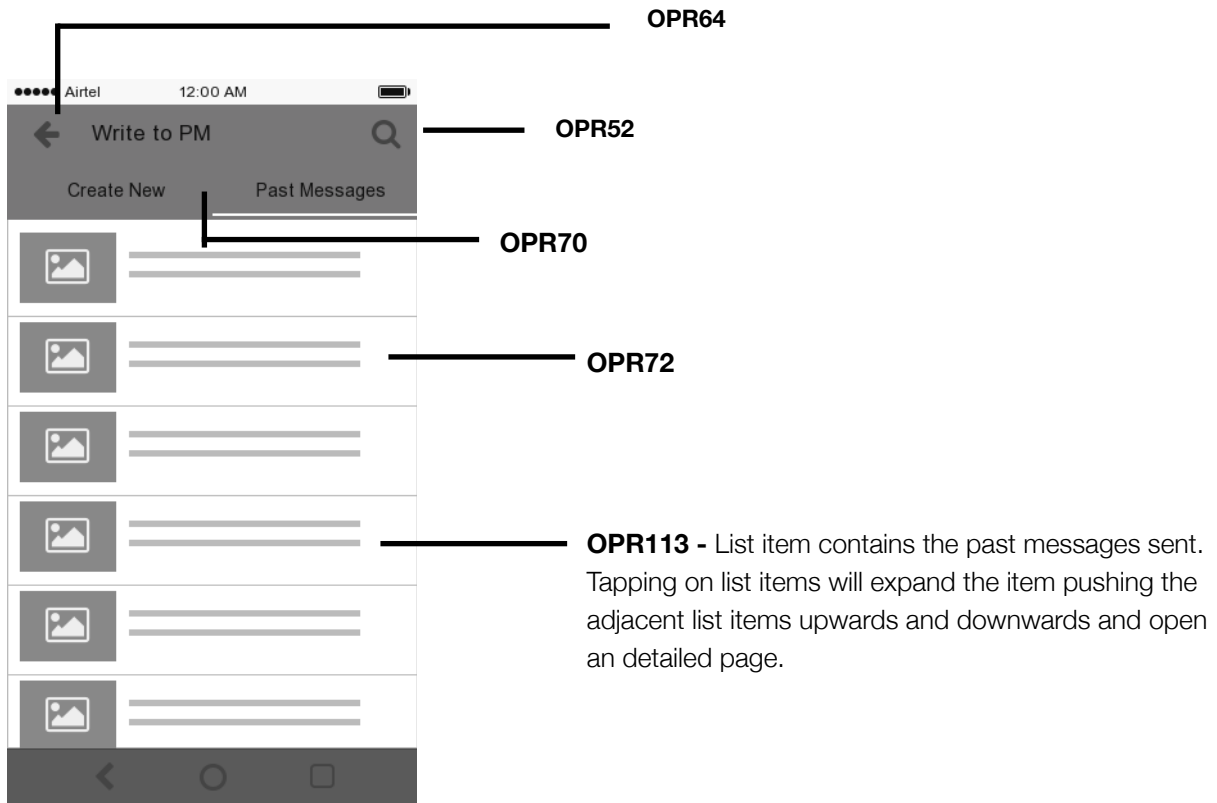 OPR64
Airtel 12:00 AM
Write to PM
OPR52
Create New Past Messages
OPR70
OPR72
OPR113 - List item contains the past messages sent.
Tapping on list items will expand the item pushing the
adjacent list items upwards and downwards and open
an detailed page.